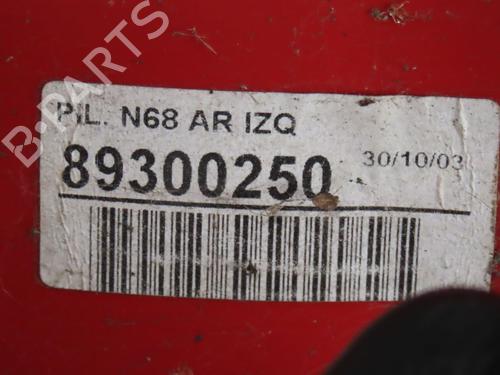 B-PARTS
PIL. N68 AR IZQ
89300250 30/10/03